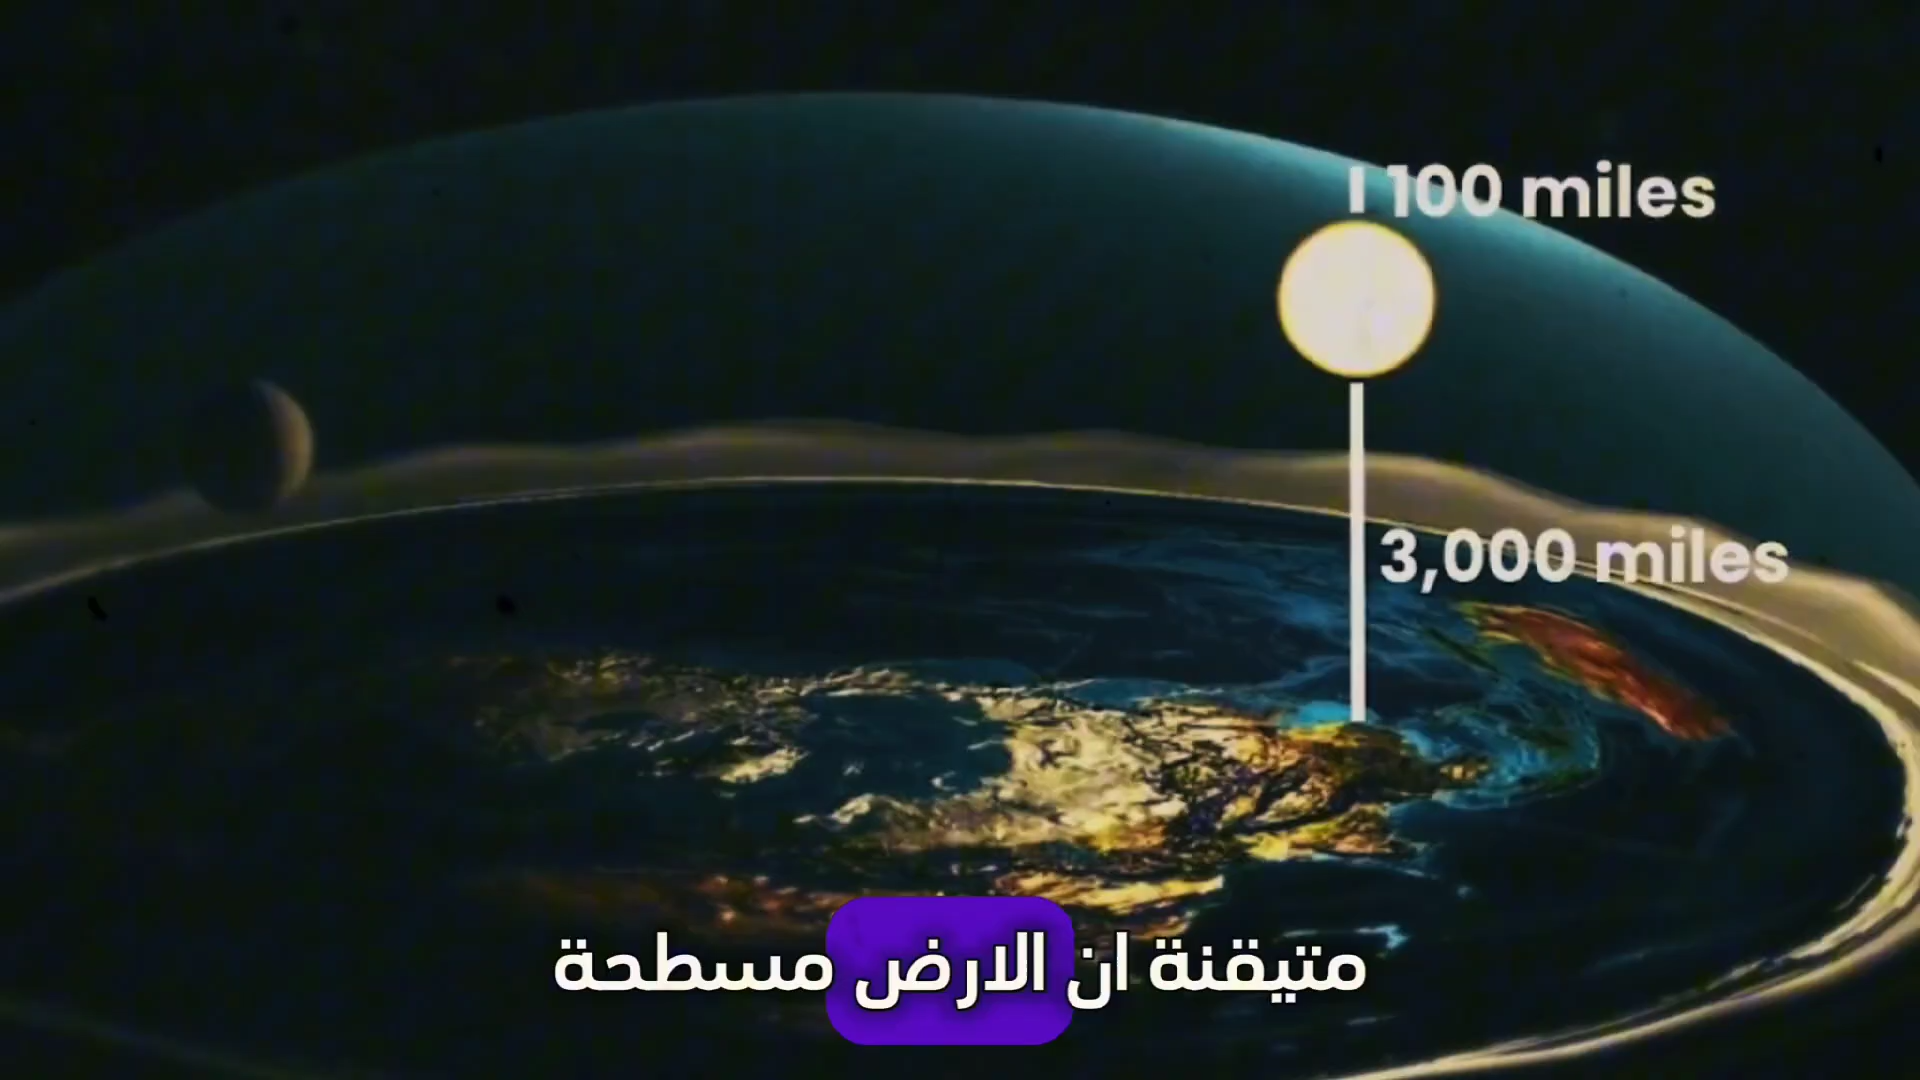 100 miles
3,000 miles
متيقنة ان الارض مسطحة